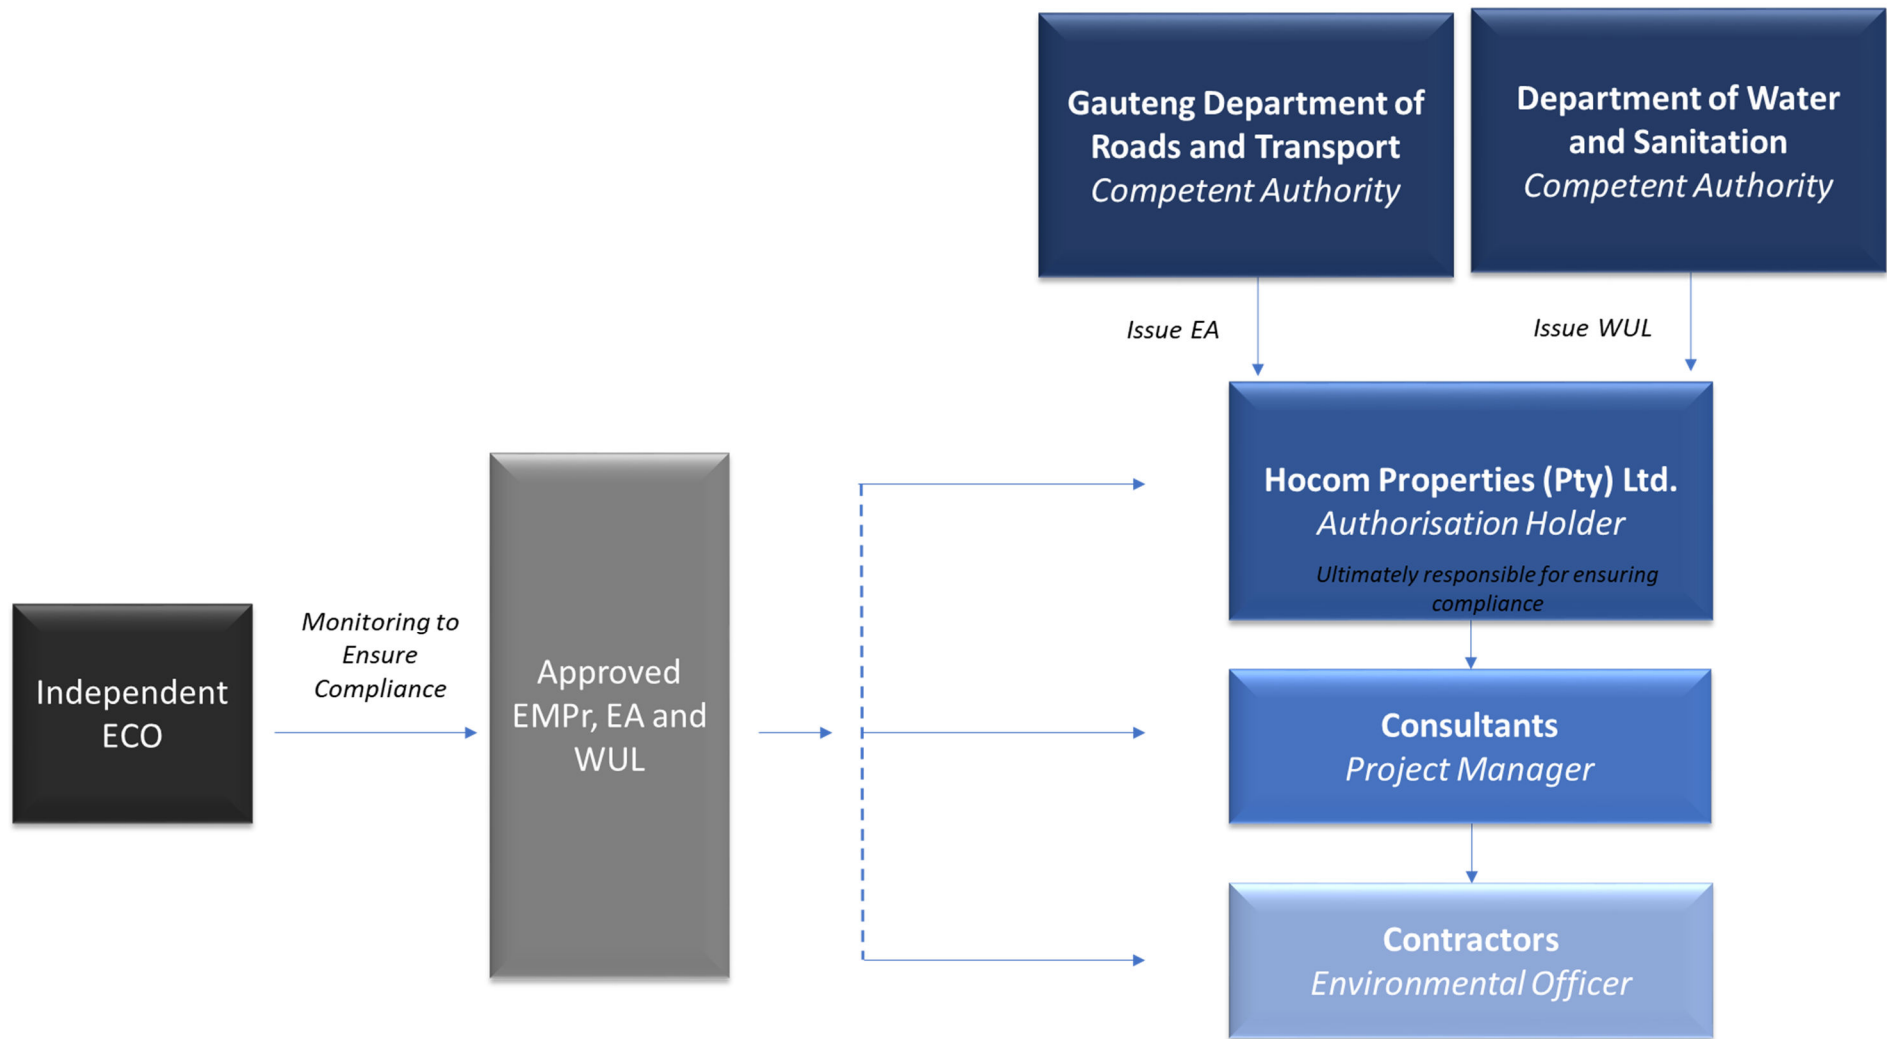 Gauteng Department of
Roads and Transport
Competent Authority
Department of Water
and Sanitation
Competent Authority
Issue EA
Issue WUL
Hocom Properties (Pty) Ltd.
Authorisation Holder
Ultimately responsible for ensuring
compliance
Independent
ECO
Monitoring to
Ensure
Compliance
Approved
EMPr, EA and
WUL
Consultants
Project Manager
Contractors
Environmental Officer